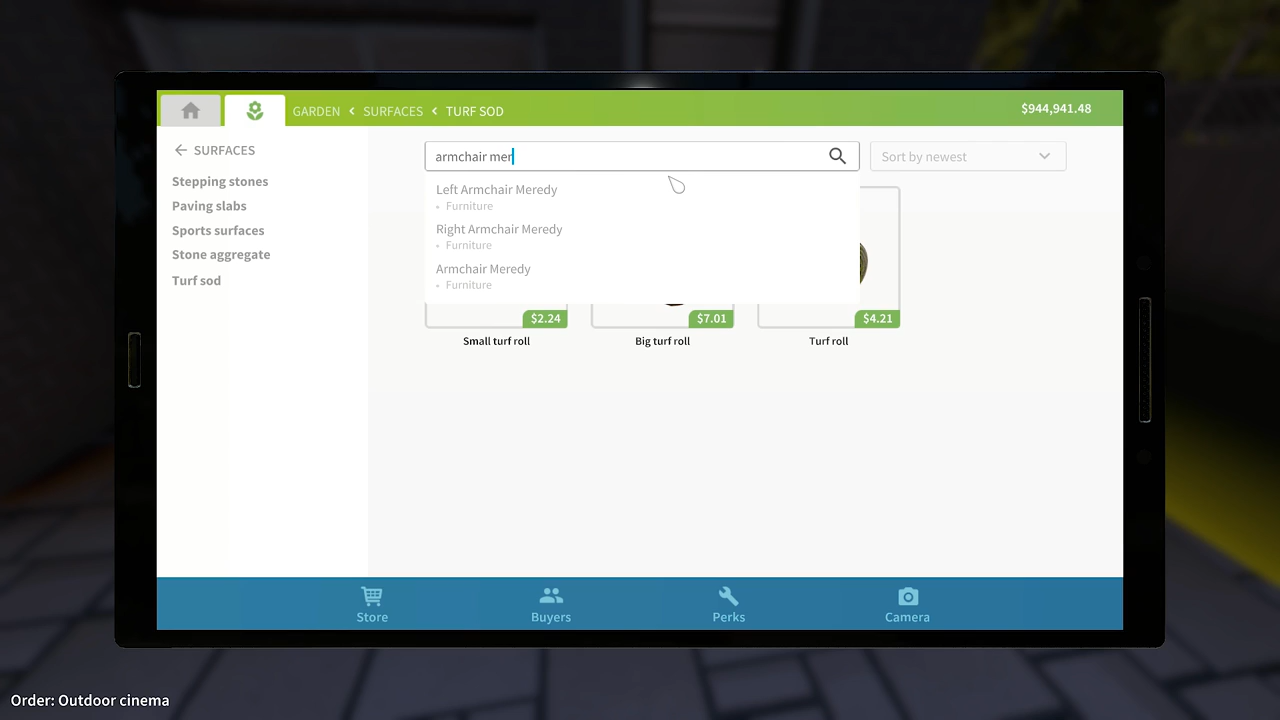 GARDEN < SURFACES < TURF SOD
$944,941.48
SURFACES
Stepping stones
Paving slabs
Sports surfaces
Stone aggregate
Turf sod
armchair mer
Sort by newest
Left Armchair Meredy
• Furniture
Right Armchair Meredy
• Furniture
Armchair Meredy
• Furniture
$2.24
$7.01
$4.21
Small turf roll
Big turf roll
Turf roll
Store
Buyers
Perks
Camera
Order: Outdoor cinema